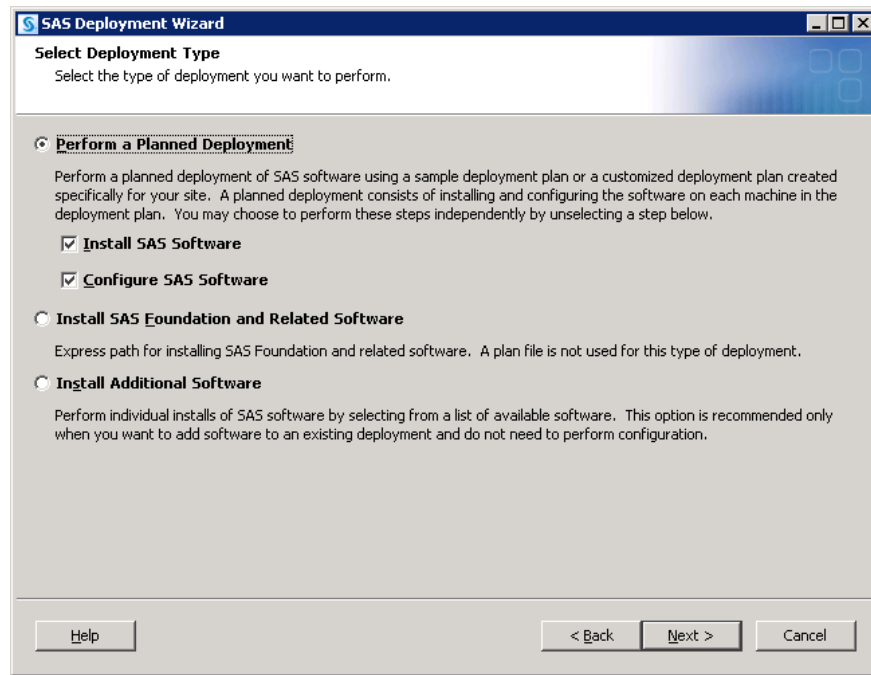 SAS Deployment Wizard
Select Deployment Type
Select the type of deployment you want to perform.
Perform a Planned Deployment
Perform a planned deployment of SAS software using a sample deployment plan or a customized deployment plan created
specifically for your site. A planned deployment consists of installing and configuring the software on each machine in the
deployment plan. You may choose to perform these steps independently by unselecting a step below.
Install SAS Software
Configure SAS Software
Install SAS Foundation and Related Software
Express path for installing SAS Foundation and related software. A plan file is not used for this type of deployment.
Install Additional Software
Perform individual installs of SAS software by selecting from a list of available software. This option is recommended only
when you want to add software to an existing deployment and do not need to perform configuration.
Help
< Back
Next >
Cancel